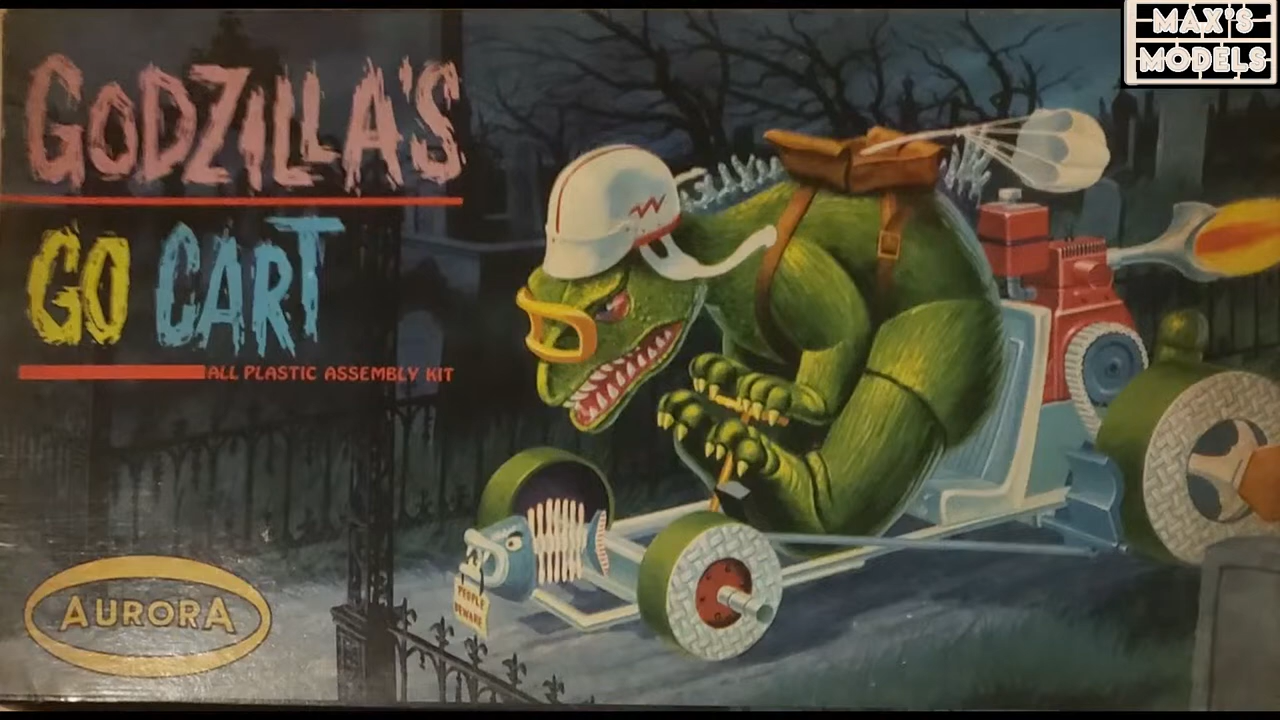 MAX'S
MODELS
GODZILLA'S
GO CART
ALL PLASTIC ASSEMBLY KIT
AURORA
PEOPLE
BEWARE